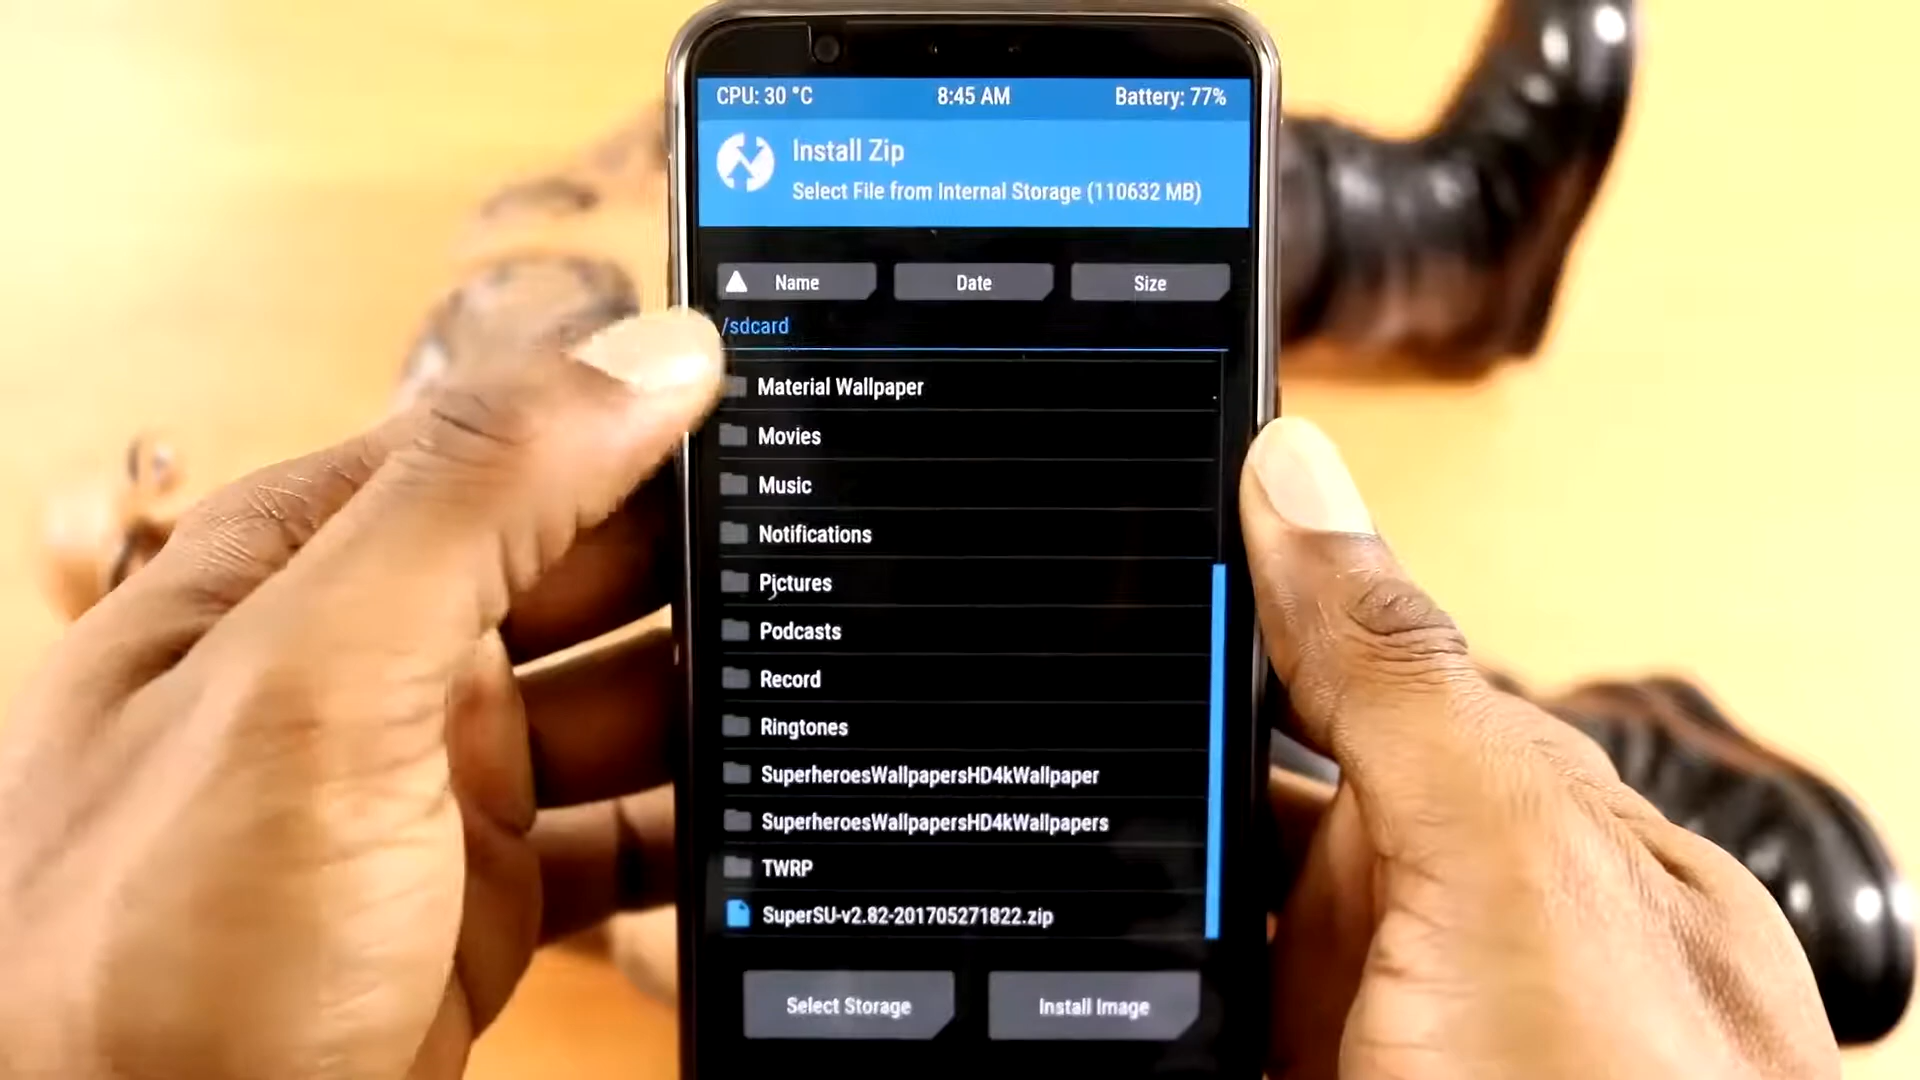 CPU: 30 °C 8:45 AM Battery: 77%
Install Zip
Select File from Internal Storage (110632 MB)
Name Date Size
/sdcard
Material Wallpaper
Movies
Music
Notifications
Pictures
Podcasts
Record
Ringtones
SuperheroesWallpapersHD4kWallpaper
SuperheroesWallpapersHD4kWallpapers
TWRP
SuperSU-v2.82-201705271822.zip
Select Storage Install Image